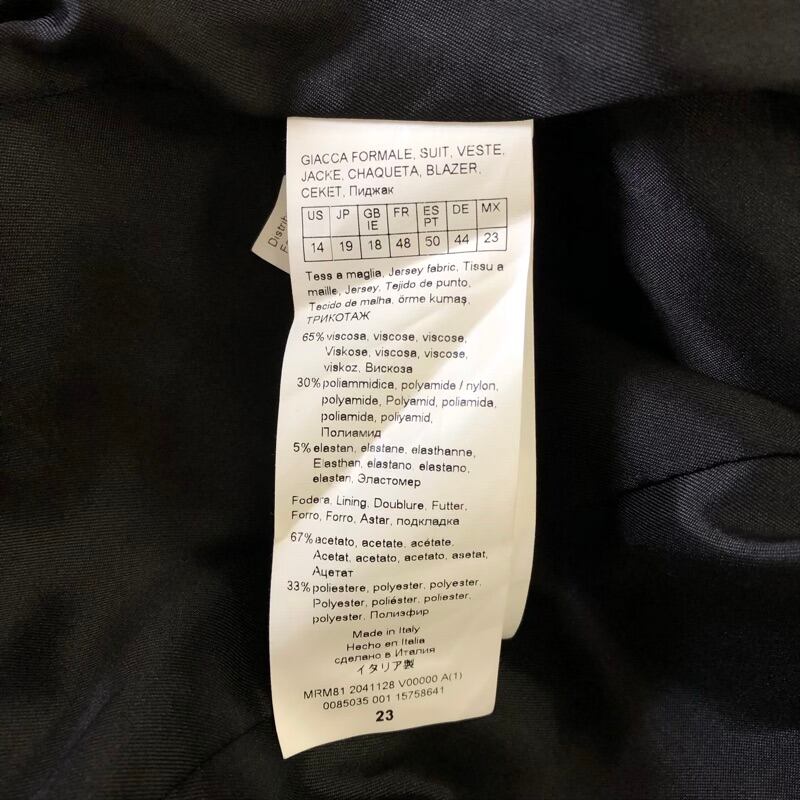 GIACCA FORMALE, SUIT, VESTE,
JACKE, CHAQUETA, BLAZER,
CEKET, Пиджак
US JP GB IE FR ES PT DE MX
14 19 18 48 50 44 23
Distrib
Tess a maglia, Jersey fabric, Tissu a
maille, Jersey, Tejido de punto,
Tecido de malha, örme kumaş,
ТРИКОТАЖ
65% viscosa, viscose, viscose,
Viskose, viscosa, viscose,
viskoz, Вискоза
30% poliammidica, polyamide / nylon,
polyamide, Polyamid, poliamida,
poliamida, poliyamid,
Полиамид
5% elastan, elastane, elasthanne,
Elasthan, elastano, elastano,
elastan, Эластомер
Fodera, Lining, Doublure, Futter,
Forro, Forro, Astar, подкладка
67% acetato, acetate, acétate,
Acetat, acetato, acetato, asetat,
Ацетат
33% poliestere, polyester, polyester,
Polyester, poliéster, poliester,
polyester, Полиэфир
Made in Italy
Hecho en Italia
сделано в Италия
イタリア製
MRM81 2041128 V00000 A(1)
0085035 001 15758641
23